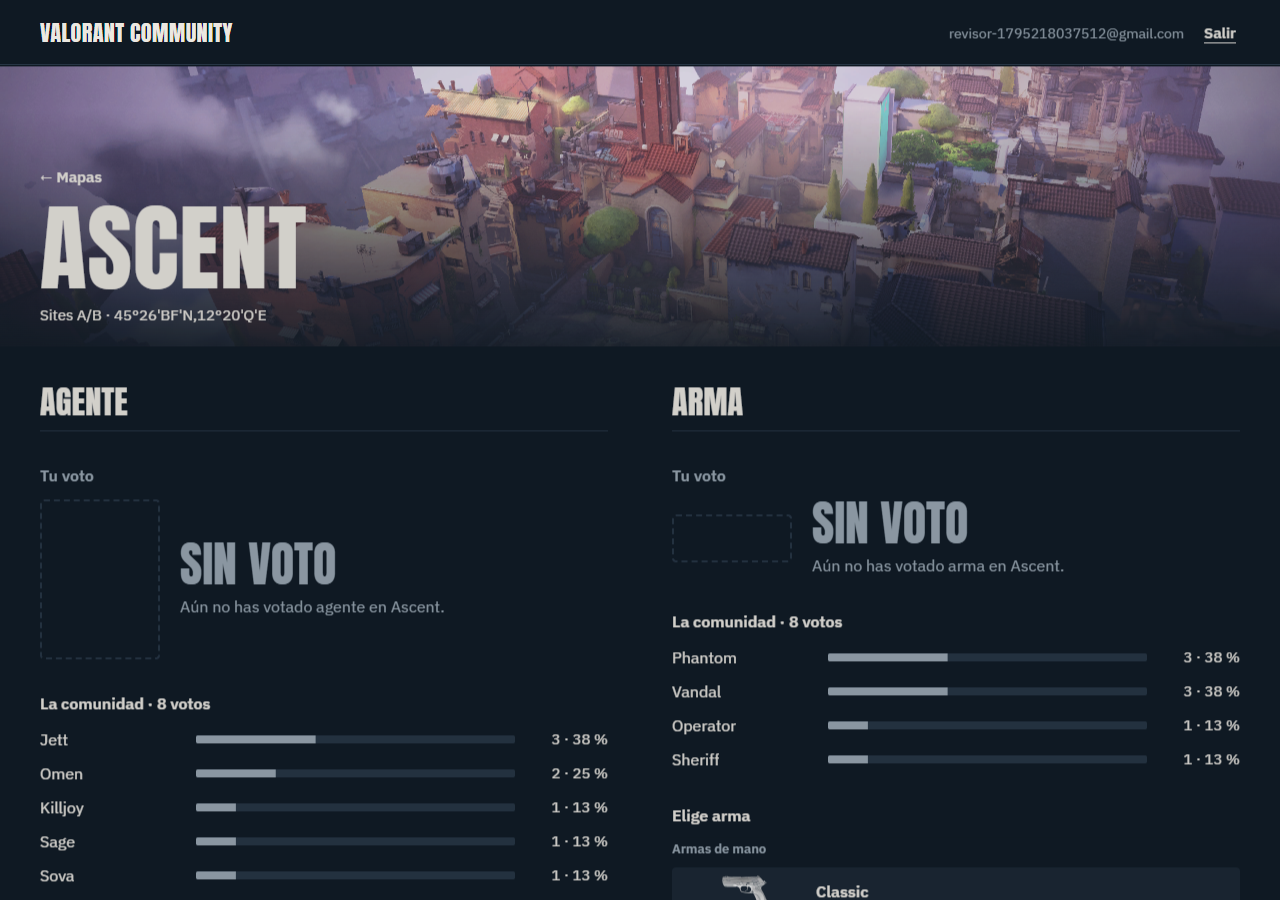 VALORANT COMMUNITY
revisor-1795218037512@gmail.com Salir
← Mapas
ASCENT
Sites A/B · 45°26'BF'N,12°20'Q'E
AGENTE
Tu voto
SIN VOTO
Aún no has votado agente en Ascent.
La comunidad · 8 votos
Jett 3 · 38 %
Omen 2 · 25 %
Killjoy 1 · 13 %
Sage 1 · 13 %
Sova 1 · 13 %
ARMA
Tu voto
SIN VOTO
Aún no has votado arma en Ascent.
La comunidad · 8 votos
Phantom 3 · 38 %
Vandal 3 · 38 %
Operator 1 · 13 %
Sheriff 1 · 13 %
Elige arma
Armas de mano
Classic